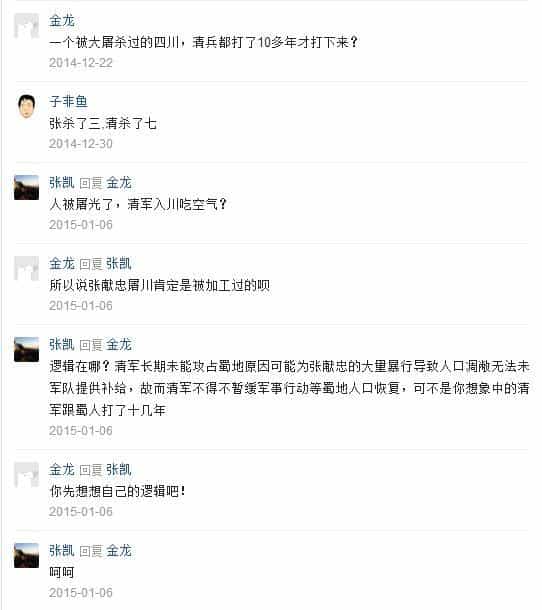 金龙
一个被大屠杀过的四川，清兵都打了10多年才打下来？
2014-12-22
子非鱼
张杀了三,清杀了七
2014-12-30
张凯 回复 金龙
人被屠光了，清军入川吃空气？
2015-01-06
金龙 回复 张凯
所以说张献忠屠川肯定是被加工过的呗
2015-01-06
张凯 回复 金龙
逻辑在哪？清军长期未能攻占蜀地原因可能为张献忠的大量暴行导致人口凋敝无法未
军队提供补给，故而清军不得不暂缓军事行动等蜀地人口恢复，可不是你想象中的清
军跟蜀人打了十几年
2015-01-06
金龙 回复 张凯
你先想想自己的逻辑吧！
2015-01-06
张凯 回复 金龙
呵呵
2015-01-06